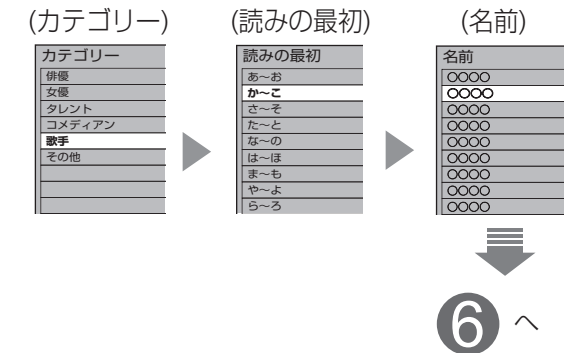 (カテゴリー)
カテゴリー
俳優
女優
タレント
コメディアン
歌手
その他
(読みの最初)
読みの最初
あ～お
か～こ
さ～そ
た～と
な～の
は～ほ
ま～も
や～よ
ら～ろ
(名前)
名前
○○○○
○○○○
○○○○
○○○○
○○○○
○○○○
○○○○
○○○○
○○○○
6 へ